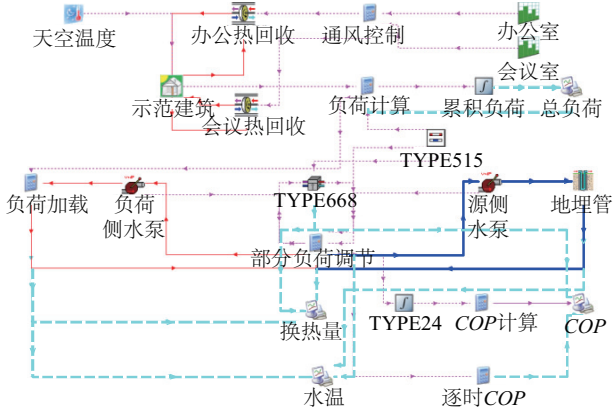 天空温度
办公热回收
通风控制
办公室
会议室
示范建筑
会议热回收
负荷计算
累积负荷
总负荷
TYPE515
负荷加载
负荷
侧水泵
TYPE668
源侧
水泵
地埋管
部分负荷调节
换热量
TYPE24
COP计算
COP
水温
逐时COP